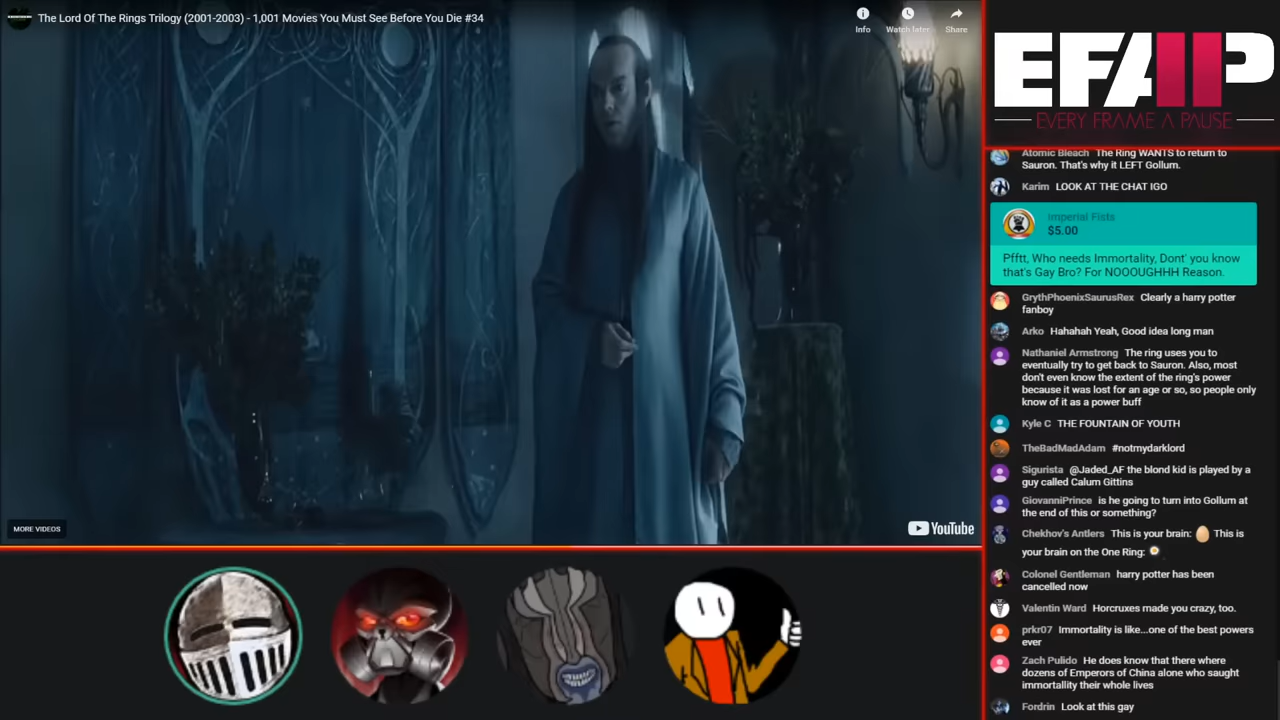 The Lord Of The Rings Trilogy (2001-2003) - 1,001 Movies You Must See Before You Die #34
Info
Watch later
Share
MORE VIDEOS
YouTube
EFAP
EVERY FRAME A PAUSE
Atomic Bleach The Ring WANTS to return to
Sauron. That's why it LEFT Gollum.
Karim LOOK AT THE CHAT IGO
Imperial Fists
$5.00
Pfftt, Who needs Immortality, Dont' you know
that's Gay Bro? For NOOOUGHHH Reason.
GrythPhoenixSaurusRex Clearly a harry potter
fanboy
Arko Hahahah Yeah, Good idea long man
Nathaniel Armstrong The ring uses you to
eventually try to get back to Sauron. Also, most
don't even know the extent of the ring's power
because it was lost for an age or so, so people only
know of it as a power buff
Kyle C THE FOUNTAIN OF YOUTH
TheBadMadAdam #notmydarklord
Sigurista @Jaded_AF the blond kid is played by a
guy called Calum Gittins
GiovanniPrince is he going to turn into Gollum at
the end of this or something?
Chekhov's Antlers This is your brain: 🥚 This is
your brain on the One Ring: 🍳
Colonel Gentleman harry potter has been
cancelled now
Valentin Ward Horcruxes made you crazy, too.
prkr07 Immortality is like...one of the best powers
ever
Zach Pulido He does know that there where
dozens of Emperors of China alone who saught
immortallity their whole lives
Fordrin Look at this gay